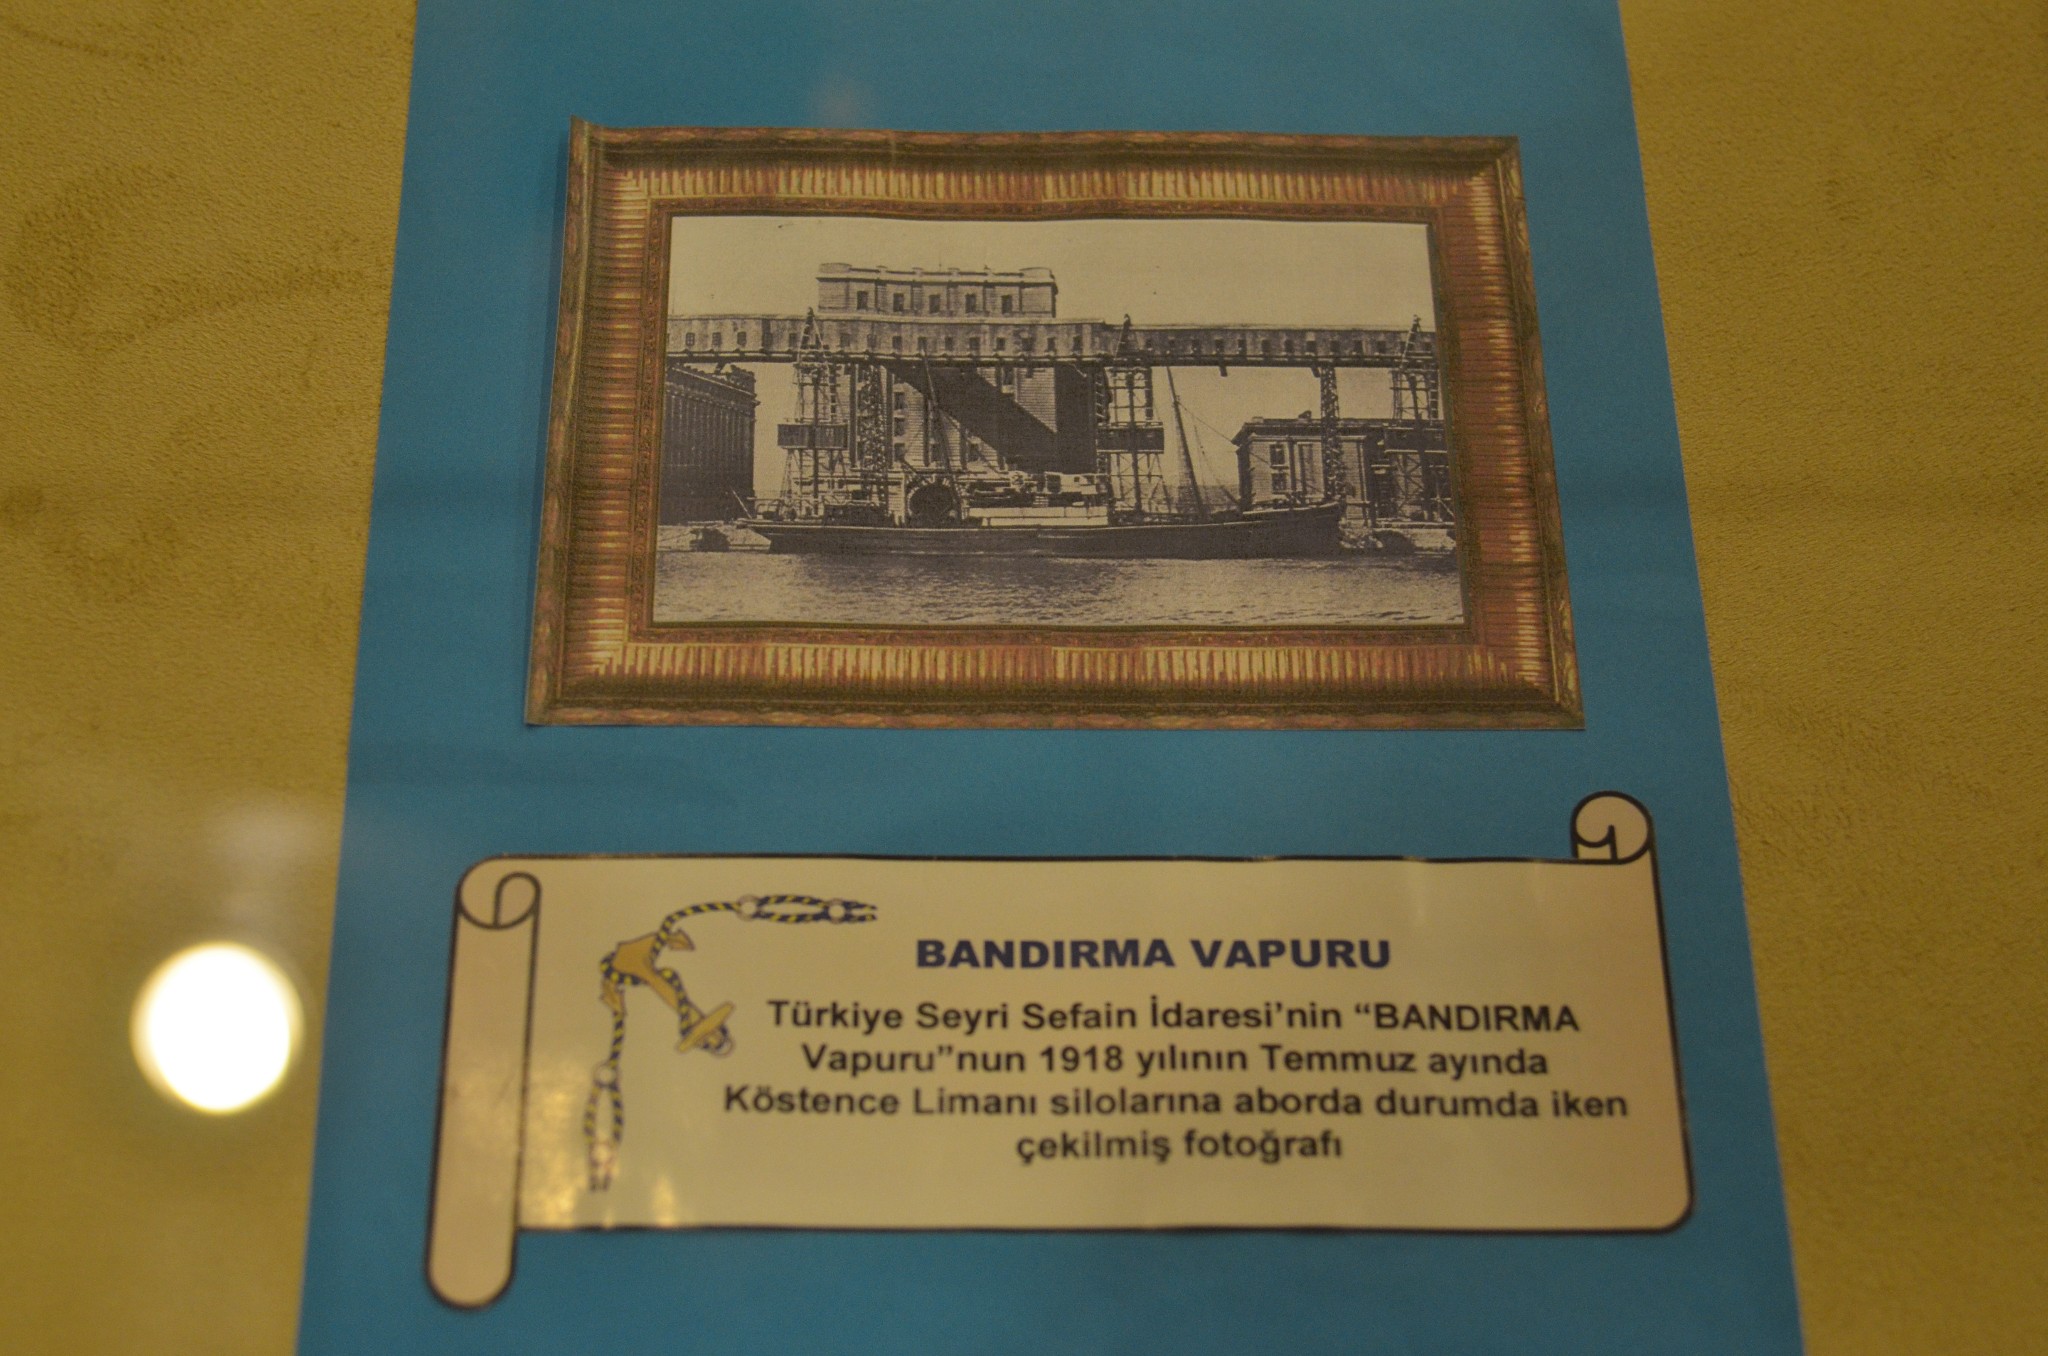 BANDIRMA VAPURU
Türkiye Seyri Sefain İdaresi’nin “BANDIRMA
Vapuru”nun 1918 yılının Temmuz ayında
Köstence Limanı silolarına aborda durumda iken
çekilmiş fotoğrafı